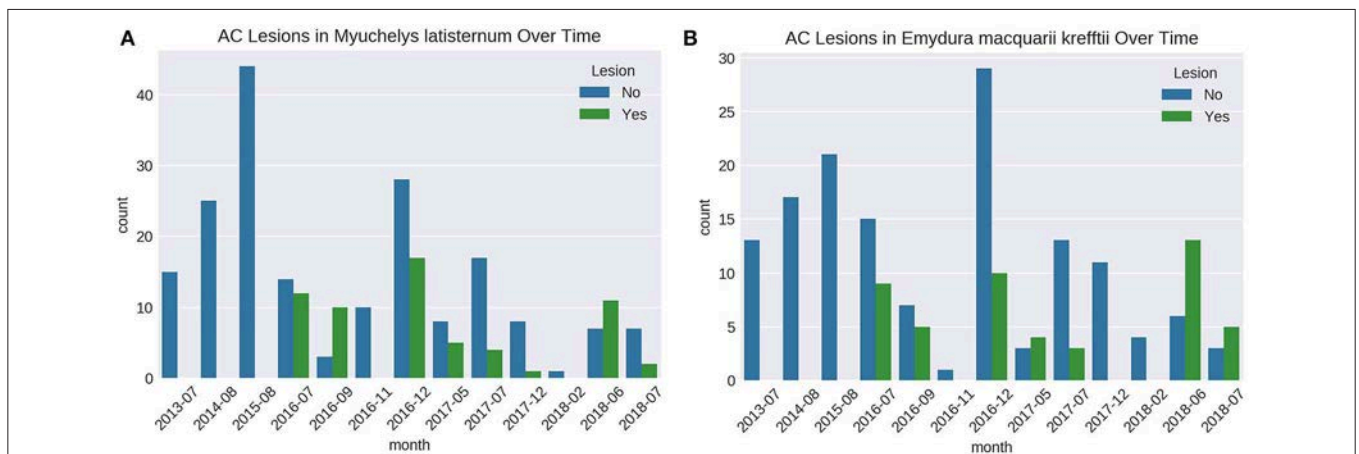 A
AC Lesions in Myuchelys latisternum Over Time
Lesion
No
Yes
count
40
30
20
10
0
2013-07
2014-08
2015-08
2016-07
2016-09
2016-11
2016-12
2017-05
2017-07
2017-12
2018-02
2018-06
2018-07
month
B
AC Lesions in Emydura macquarii krefftii Over Time
Lesion
No
Yes
count
30
25
20
15
10
5
0
2013-07
2014-08
2015-08
2016-07
2016-09
2016-11
2016-12
2017-05
2017-07
2017-12
2018-02
2018-06
2018-07
month